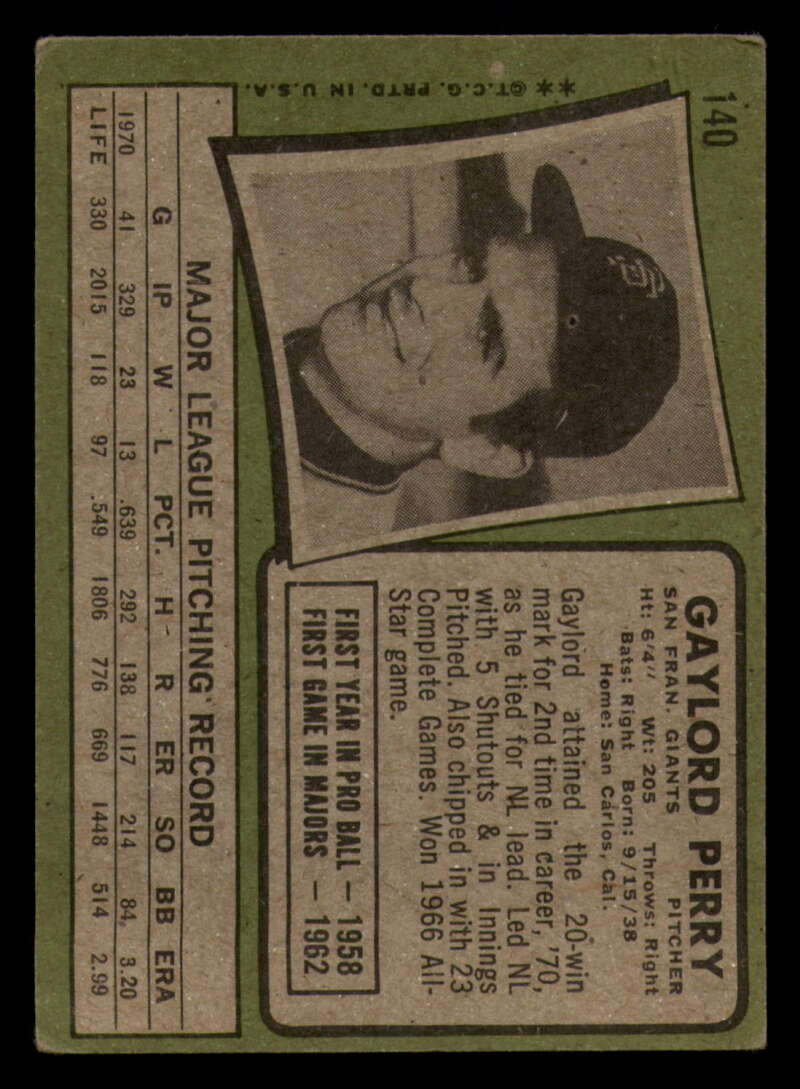 140
**©T.C.G. PRTD. IN U.S.A.
SF
GAYLORD PERRY
SAN FRAN. GIANTS PITCHER
Ht: 6'4" Wt: 205 Throws: Right
Bats: Right Born: 9/15/38
Home: San Carlos, Cal.
Gaylord attained the 20-win
mark for 2nd time in career, '70,
as he tied for NL lead. Led NL
with 5 Shutouts & in Innings
Pitched. Also chipped in with 23
Complete Games. Won 1966 All-
Star game.
FIRST YEAR IN PRO BALL — 1958
FIRST GAME IN MAJORS — 1962
MAJOR LEAGUE PITCHING RECORD
G IP W L PCT. H R ER SO BB ERA
1970 41 329 23 13 .639 292 138 117 214 84 3.20
LIFE 330 2015 118 97 .549 1806 776 669 1448 514 2.99